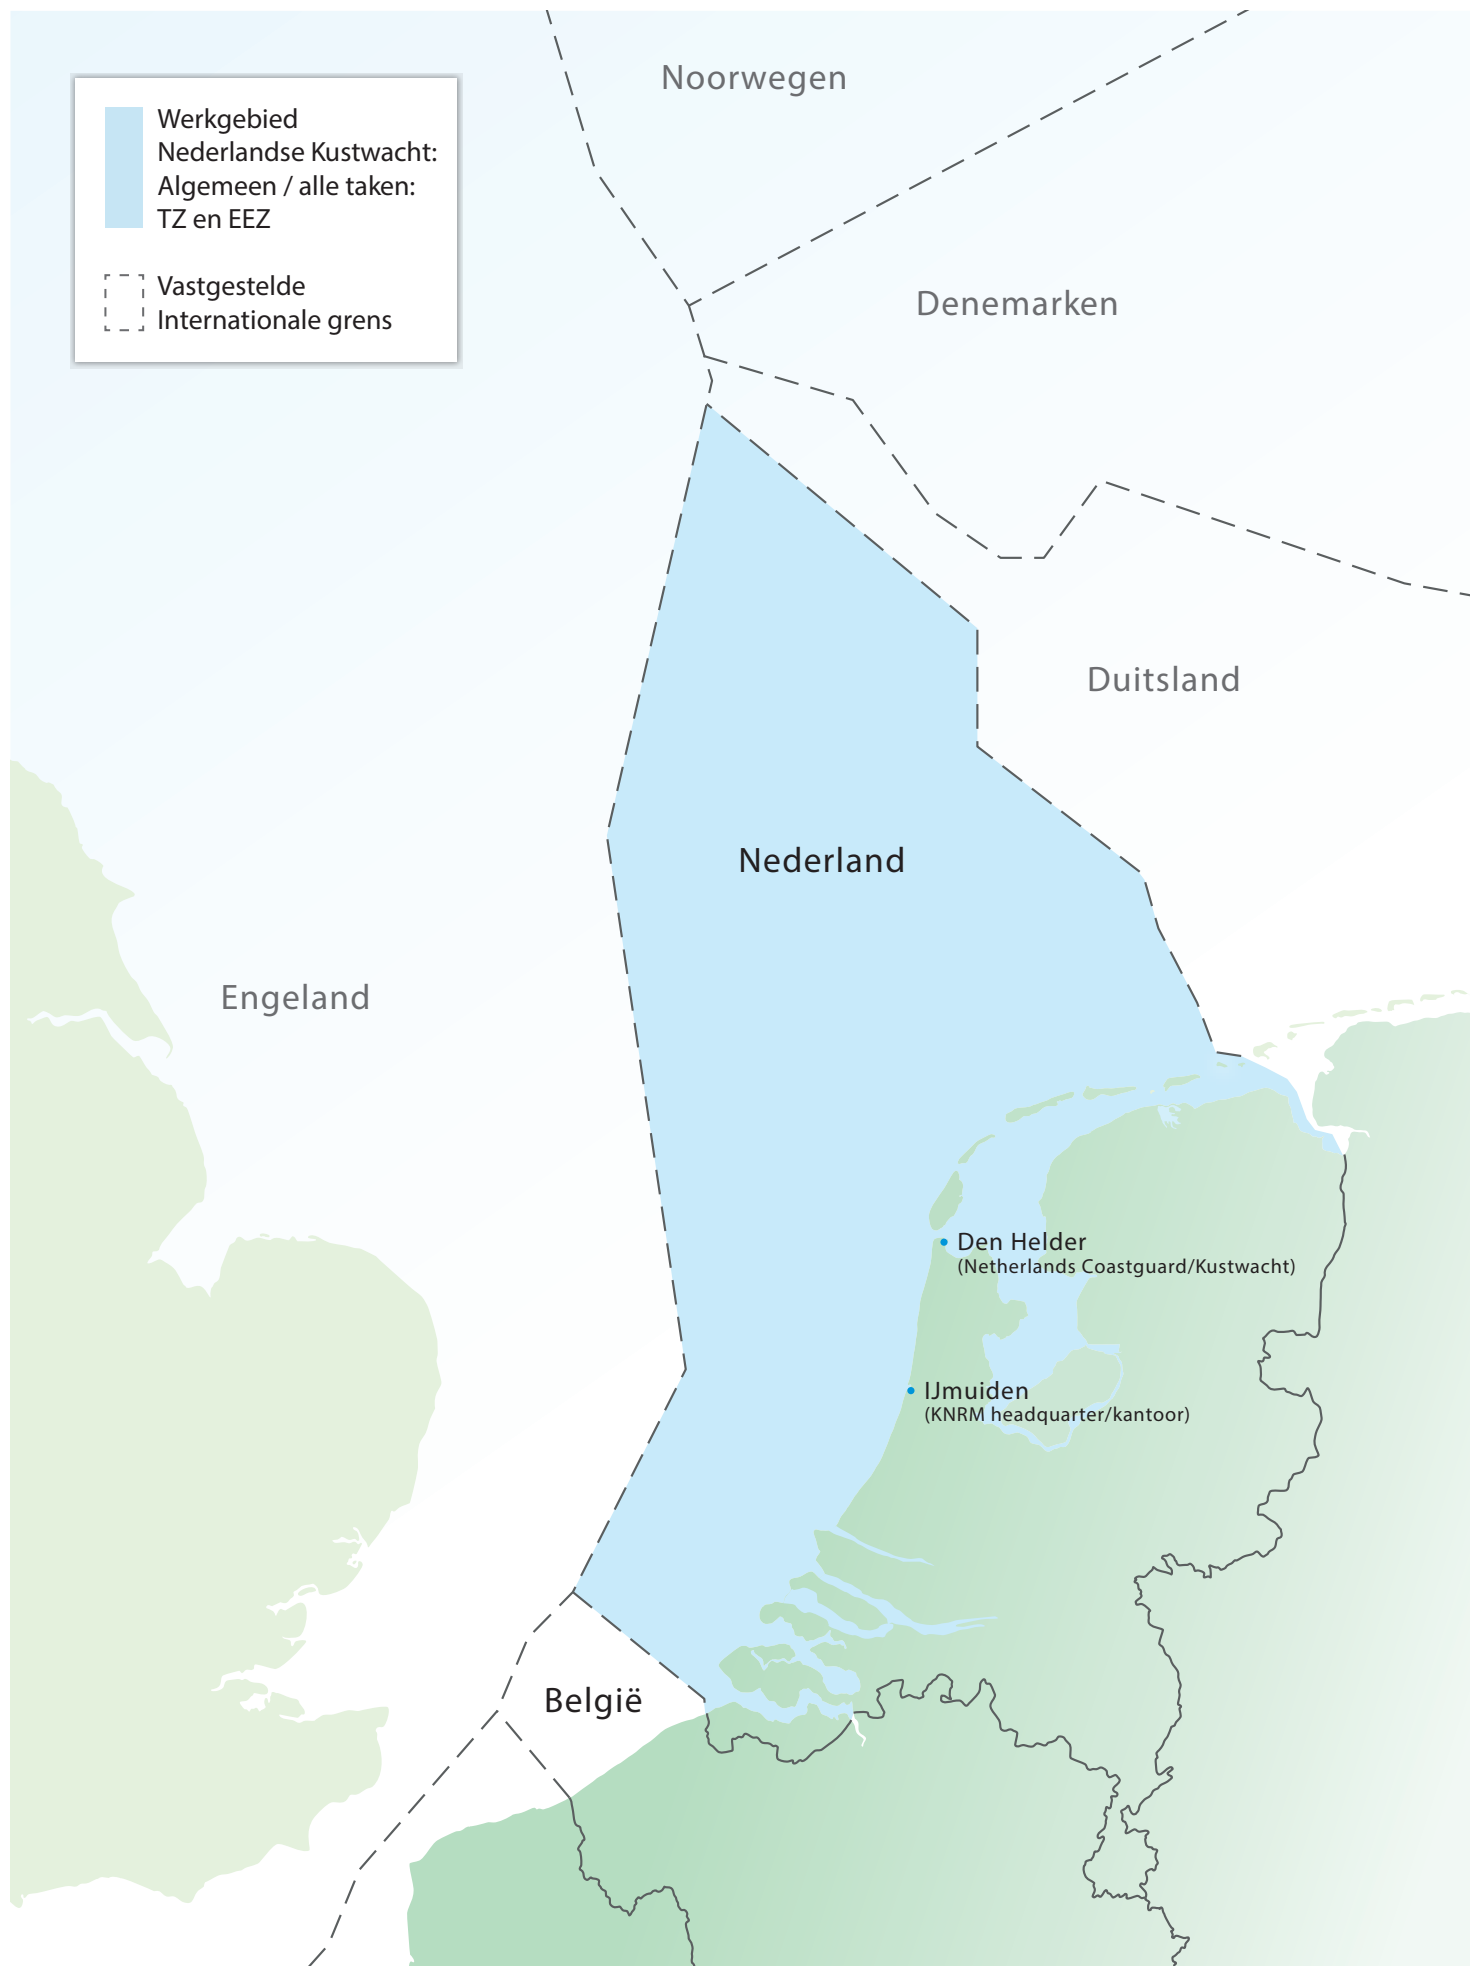 Noorwegen
Werkgebied
Nederlandse Kustwacht:
Algemeen / alle taken:
TZ en EEZ
Vastgestelde
Internationale grens
Denemarken
Duitsland
Nederland
Engeland
Den Helder
(Netherlands Coastguard/Kustwacht)
IJmuiden
(KNRM headquarter/kantoor)
België